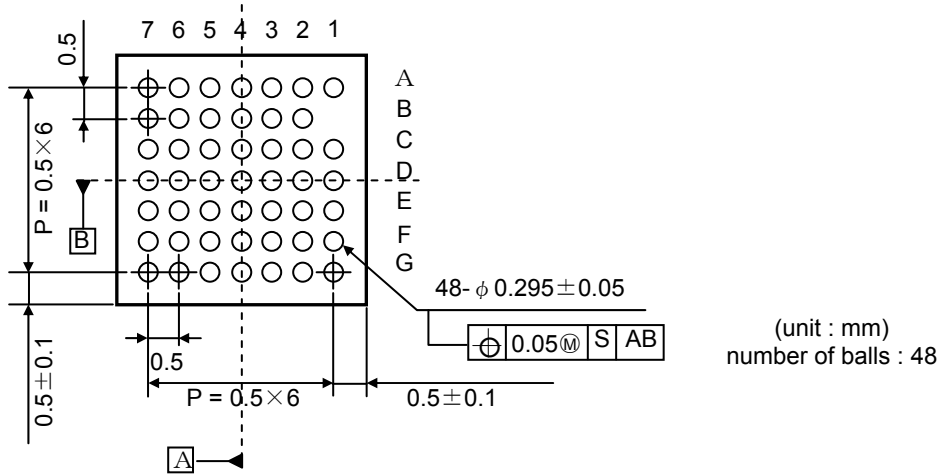 7 6 5 4 3 2 1
0.5
A
B
C
D
E
F
G
P = 0.5×6
B
48- ϕ 0.295±0.05
0.05Ⓜ S AB
(unit : mm)
number of balls : 48
0.5±0.1
0.5
P = 0.5×6
0.5±0.1
A